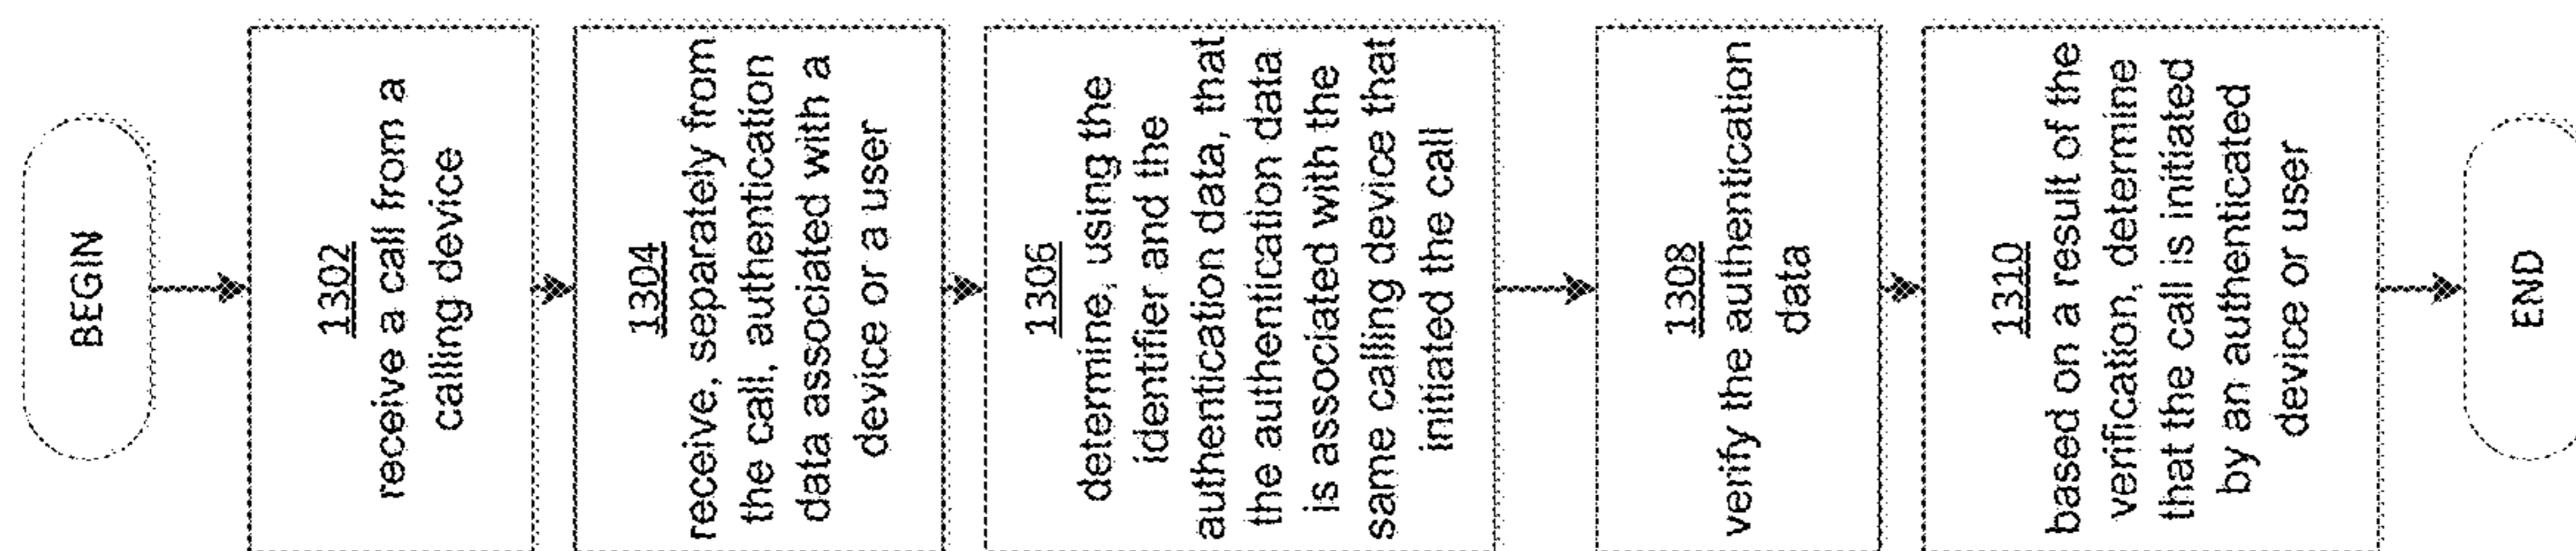 BEGIN
1302
receive a call from a
calling device
1304
receive, separately from
the call, authentication
data associated with a
device or a user
1306
determine, using the
identifier and the
authentication data, that
the authentication data
is associated with the
same calling device that
initiated the call
1308
verify the authentication
data
1310
based on a result of the
verification, determine
that the call is initiated
by an authenticated
device or user
END